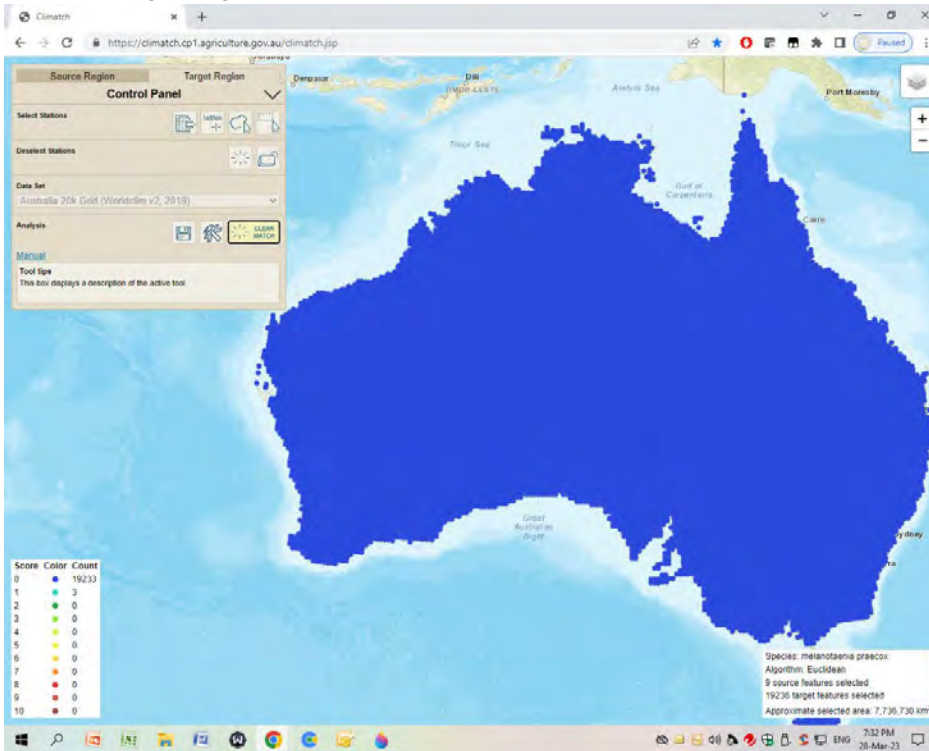 Climatch
https://climatch.cp1.agriculture.gov.au/climatch.jsp
Paused
Source Region
Target Region
Control Panel
Select Stations
Deselect Stations
Data Set
Australia 20k Grid (Worldclim v2, 2019)
Analysis
CLEAR MATCH
Manual
Tool tips
This box displays a description of the active tool
Denpasar
Dili
TIMOR-LESTE
Arafura Sea
Port Moresby
+
−
Timor Sea
Gulf of
Carpentaria
Cairns
Great
Australian
Bight
Sydney
Score Color Count
0 19233
1 3
2 0
3 0
4 0
5 0
6 0
7 0
8 0
9 0
10 0
Species: melanotaenia praecox
Algorithm: Euclidean
9 source features selected
19236 target features selected
Approximate selected area: 7,736,730 km
ENG
7:32 PM
28-Mar-23